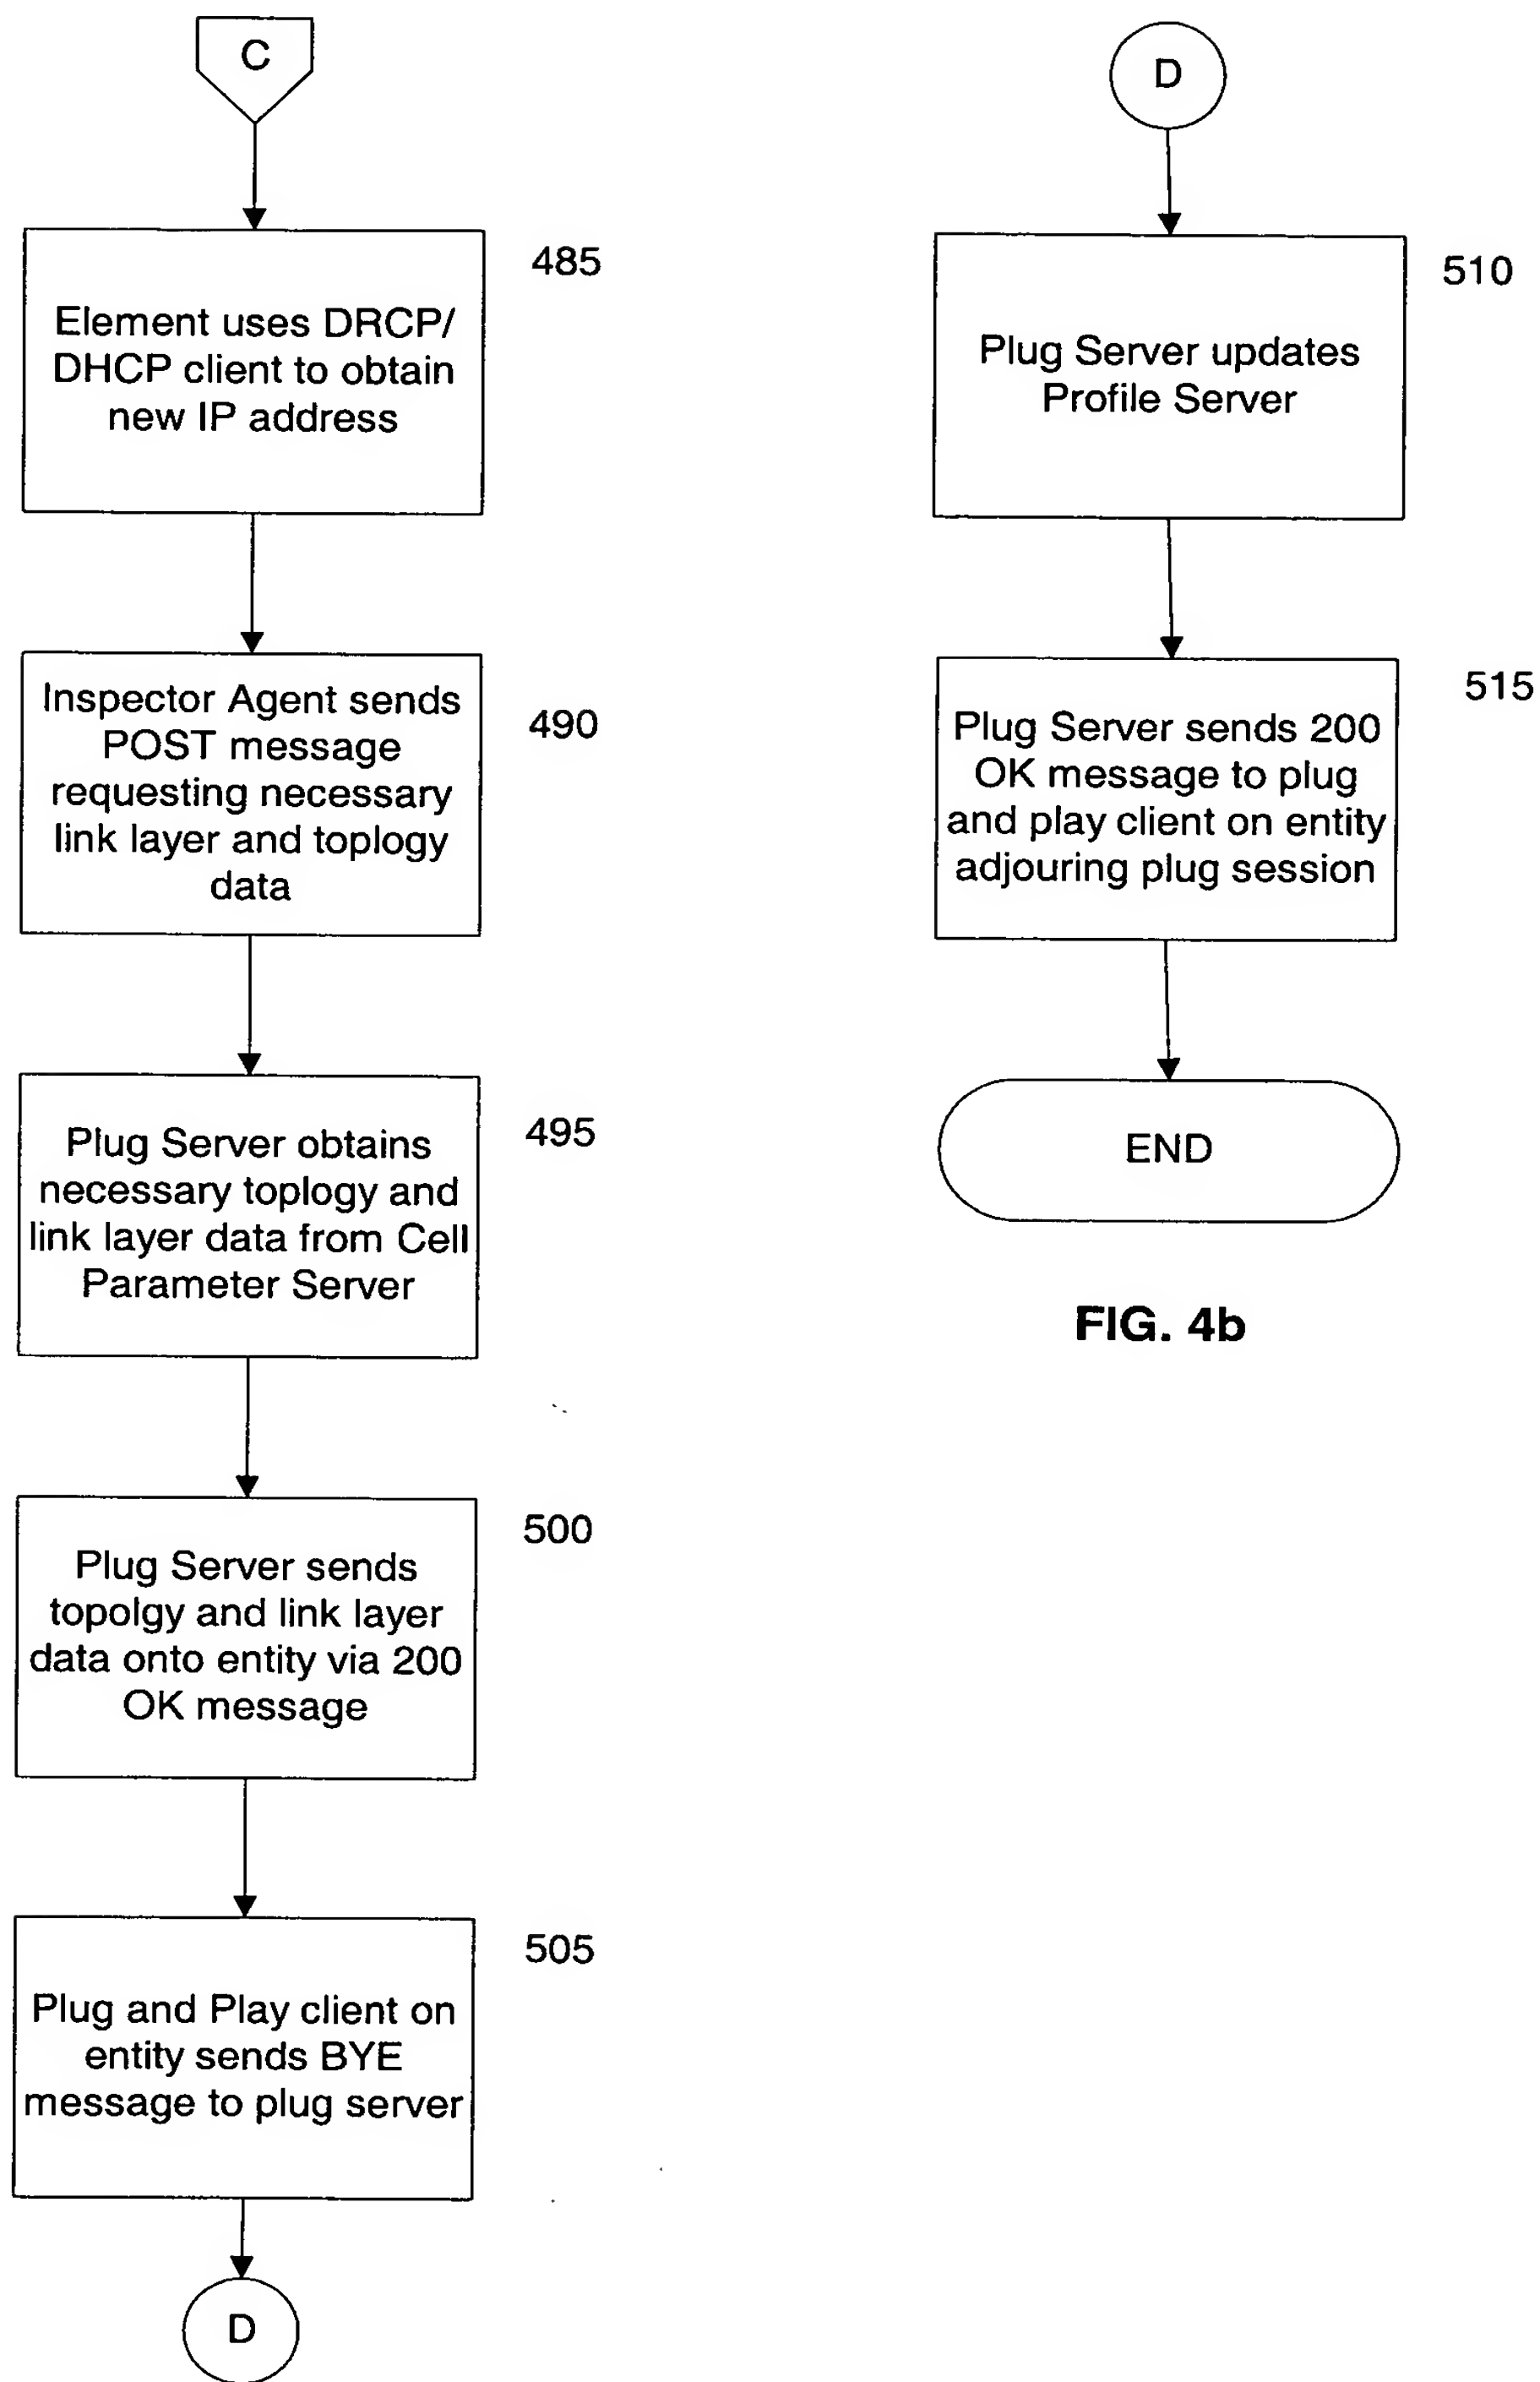 C
485
Element uses DRCP/
DHCP client to obtain
new IP address
490
Inspector Agent sends
POST message
requesting necessary
link layer and toplogy
data
495
Plug Server obtains
necessary toplogy and
link layer data from Cell
Parameter Server
500
Plug Server sends
topolgy and link layer
data onto entity via 200
OK message
505
Plug and Play client on
entity sends BYE
message to plug server
D
D
510
Plug Server updates
Profile Server
515
Plug Server sends 200
OK message to plug
and play client on entity
adjouring plug session
END
FIG. 4b